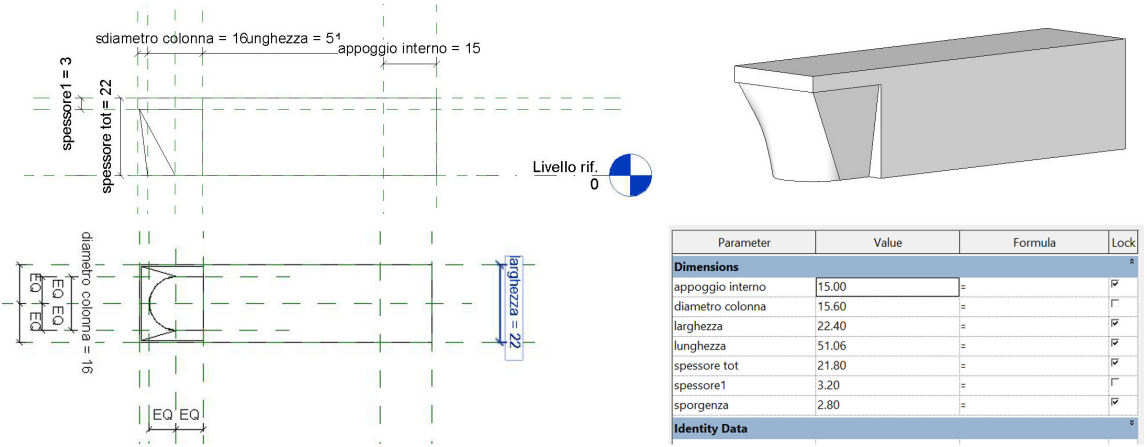 sdiametro colonna = 16unghezza = 51
appoggio interno = 15
spessore1 = 3
spessore tot = 22
Livello rif.
0
diametro colonna = 16
EQ
EQ
EQ
EQ
larghezza = 22
EQ EQ
Parameter Value Formula Lock
Dimensions
appoggio interno 15.00 =
diametro colonna 15.60 =
larghezza 22.40 =
lunghezza 51.06 =
spessore tot 21.80 =
spessore1 3.20 =
sporgenza 2.80 =
Identity Data